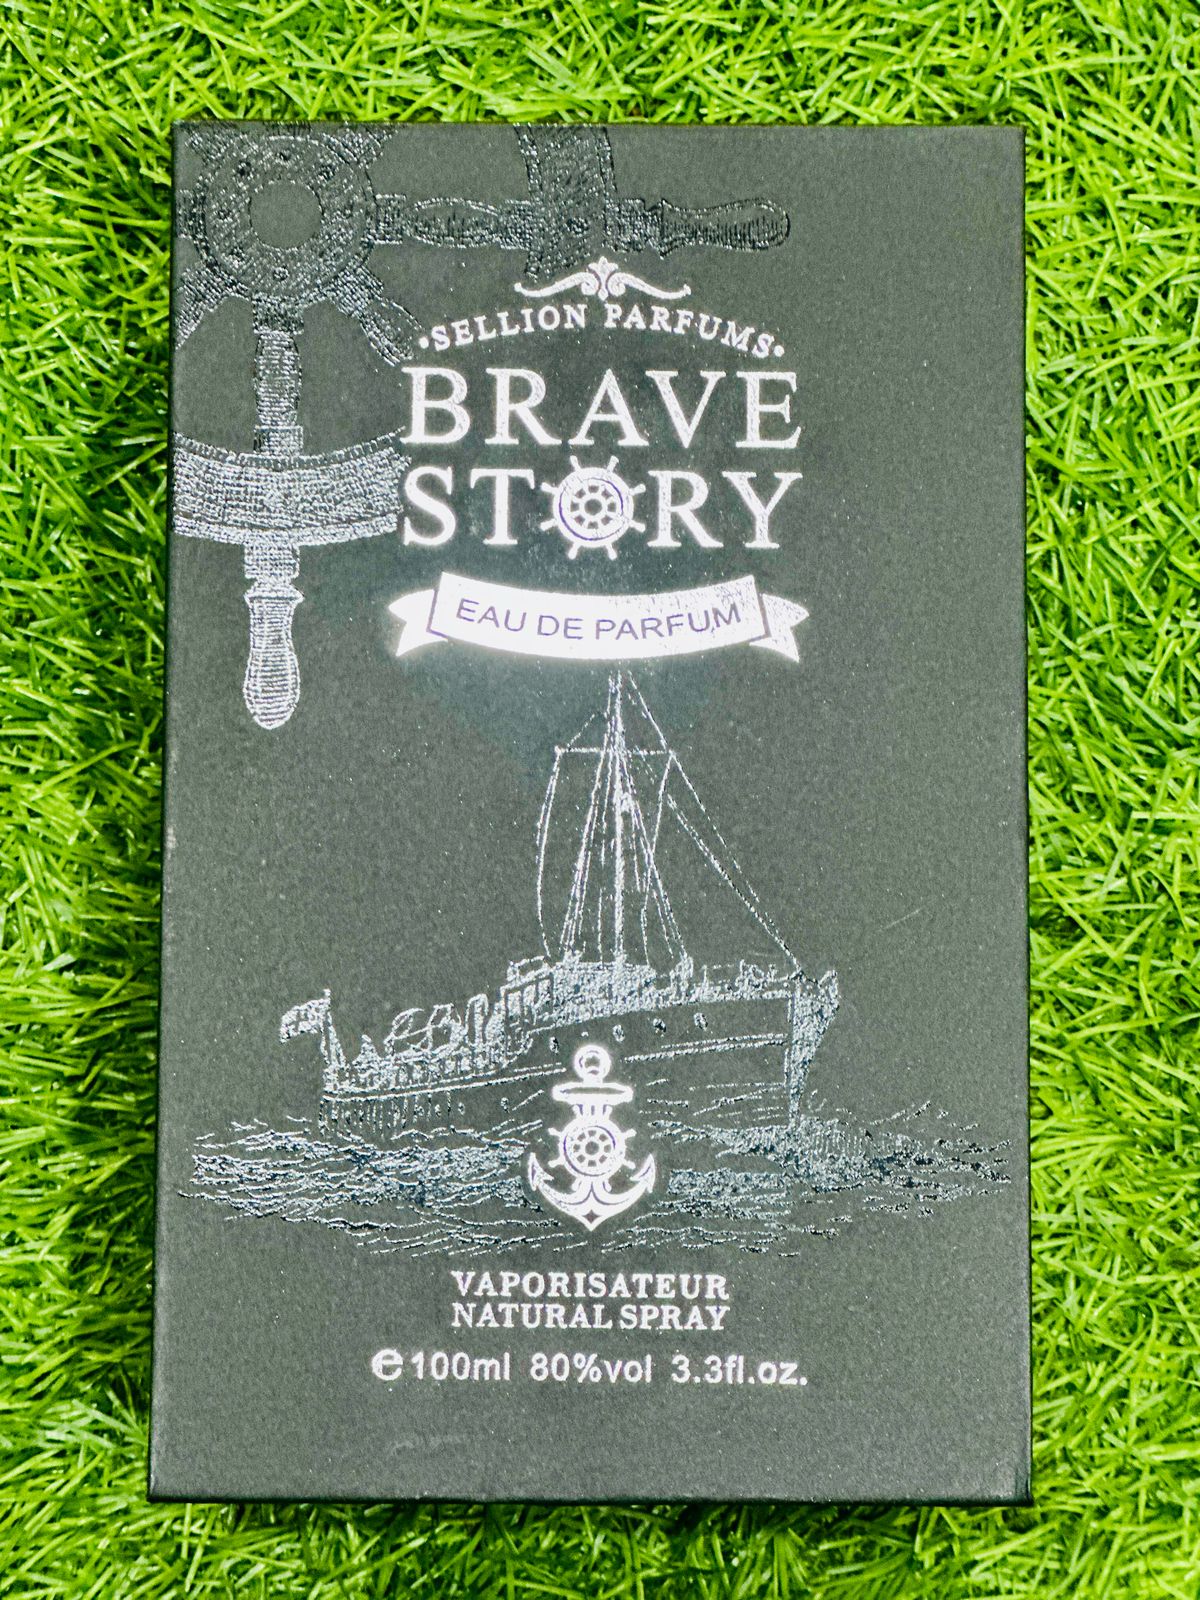 •SELLION PARFUMS•
BRAVE
STORY
EAU DE PARFUM
VAPORISATEUR
NATURAL SPRAY
℮100ml 80%vol 3.3fl.oz.